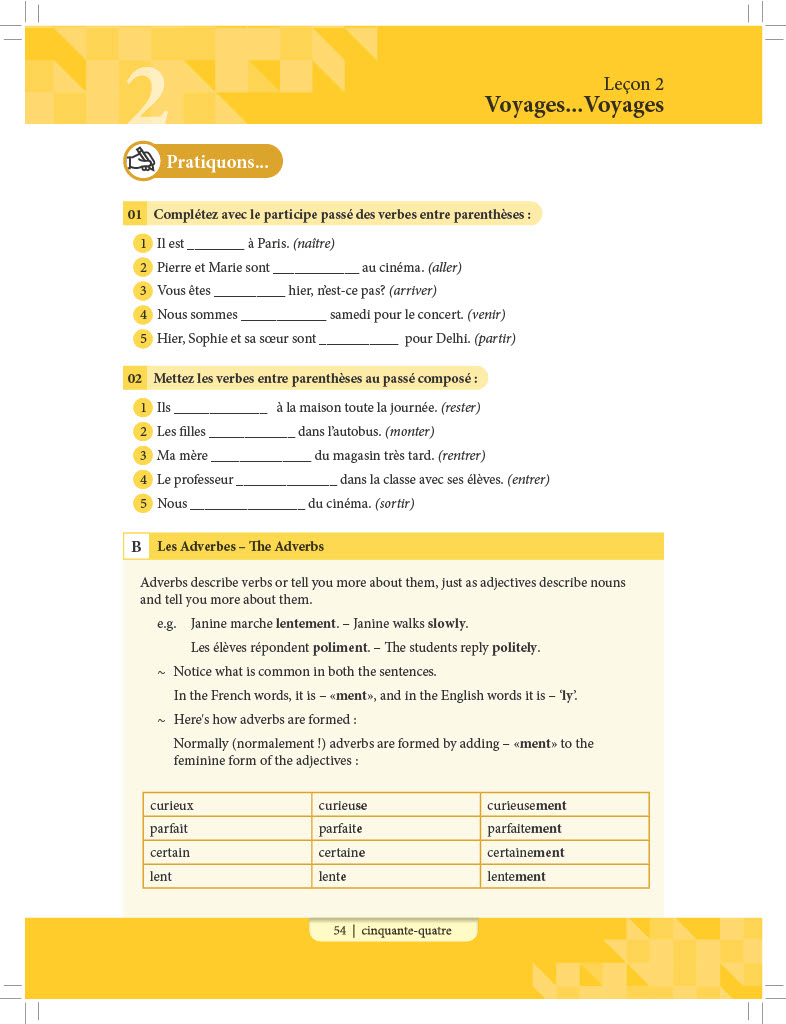 2
Leçon 2
Voyages...Voyages
Pratiquons...
01 Complétez avec le participe passé des verbes entre parenthèses :
1 Il est ________ à Paris. (naître)
2 Pierre et Marie sont ____________ au cinéma. (aller)
3 Vous êtes __________ hier, n'est-ce pas? (arriver)
4 Nous sommes ____________ samedi pour le concert. (venir)
5 Hier, Sophie et sa sœur sont ___________ pour Delhi. (partir)
02 Mettez les verbes entre parenthèses au passé composé :
1 Ils _____________ à la maison toute la journée. (rester)
2 Les filles ____________ dans l'autobus. (monter)
3 Ma mère ______________ du magasin très tard. (rentrer)
4 Le professeur ______________ dans la classe avec ses élèves. (entrer)
5 Nous ________________ du cinéma. (sortir)
B Les Adverbes – The Adverbs
Adverbs describe verbs or tell you more about them, just as adjectives describe nouns
and tell you more about them.
e.g. Janine marche lentement. – Janine walks slowly.
Les élèves répondent poliment. – The students reply politely.
~ Notice what is common in both the sentences.
In the French words, it is – «ment», and in the English words it is – 'ly'.
~ Here's how adverbs are formed :
Normally (normalement !) adverbs are formed by adding – «ment» to the
feminine form of the adjectives :
curieux curieuse curieusement
parfait parfaite parfaitement
certain certaine certainement
lent lente lentement
54 | cinquante-quatre